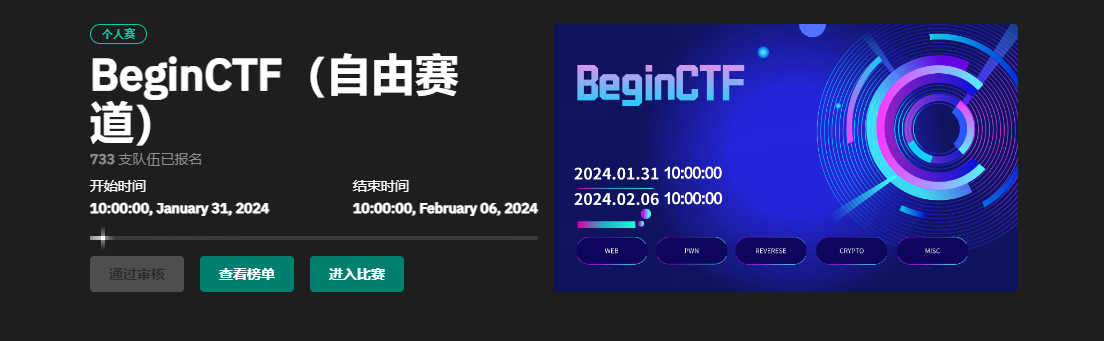 个人赛
BeginCTF（自由赛
道）
733 支队伍已报名
开始时间
10:00:00, January 31, 2024
结束时间
10:00:00, February 06, 2024
通过审核
查看榜单
进入比赛
BeginCTF
2024.01.31 10:00:00
2024.02.06 10:00:00
WEB
PWN
REVERESE
CRYPTO
MISC